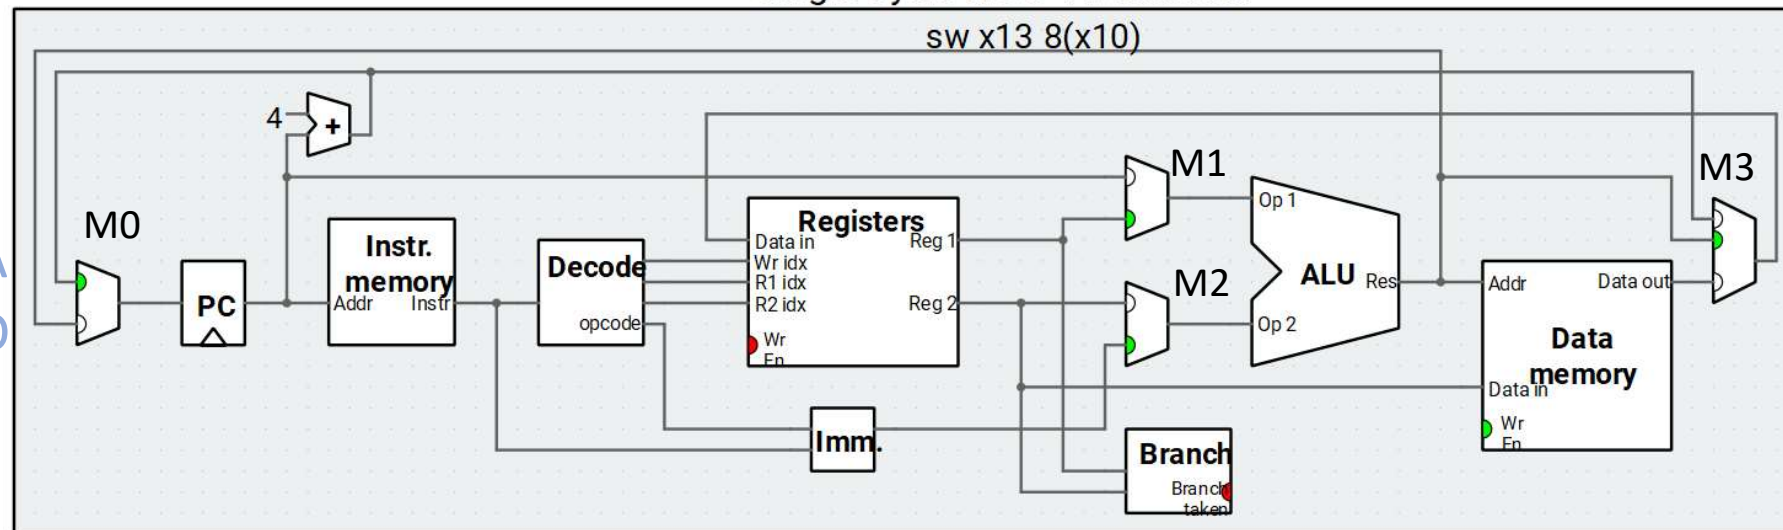 sw x13 8(x10)
4
+
M0
PC
Instr.
memory
Addr
Instr
Decode
opcode
Registers
Data in
Wr idx
R1 idx
R2 idx
Wr
En
Reg 1
Reg 2
Imm.
M1
M2
Op 1
Op 2
ALU
Res
Branch
Branch
taken
Addr
Data out
Data
memory
Data in
Wr
En
M3